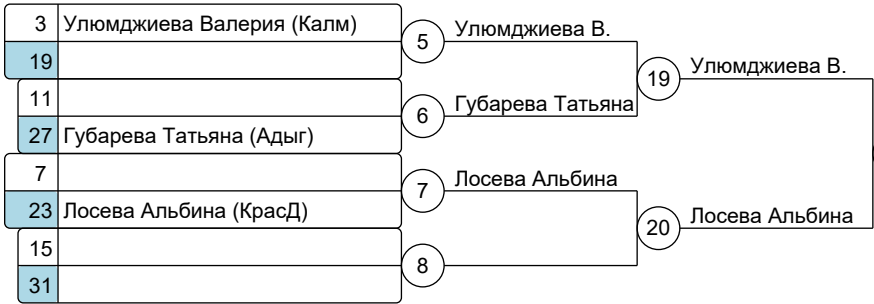 3 Улюмджиева Валерия (Калм)
19
5
Улюмджиева В.
11
27 Губарева Татьяна (Адыг)
6
Губарева Татьяна
19
Улюмджиева В.
7
23 Лосева Альбина (КрасД)
7
Лосева Альбина
15
31
8
20
Лосева Альбина